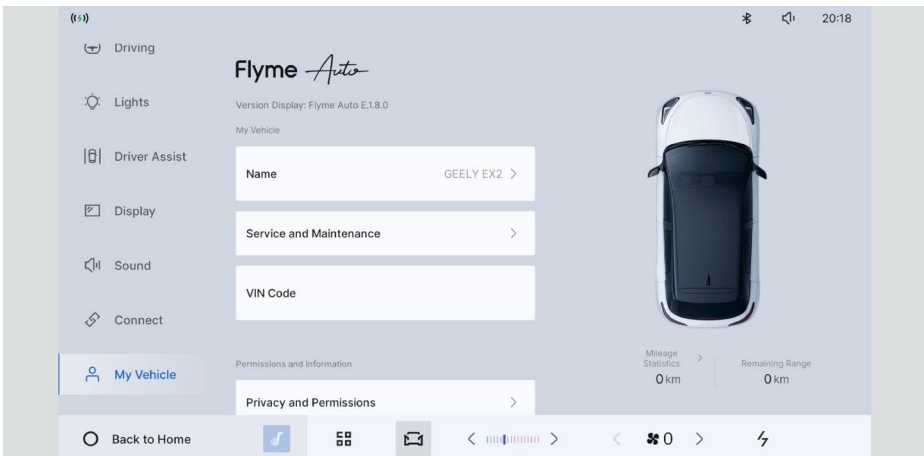 20:18
Driving
Lights
Driver Assist
Display
Sound
Connect
My Vehicle
Flyme Auto
Version Display: Flyme Auto E.1.8.0
My Vehicle
Name GEELY EX2
Service and Maintenance
VIN Code
Permissions and Information
Privacy and Permissions
Mileage
Statistics
0 km
Remaining Range
0 km
Back to Home
0